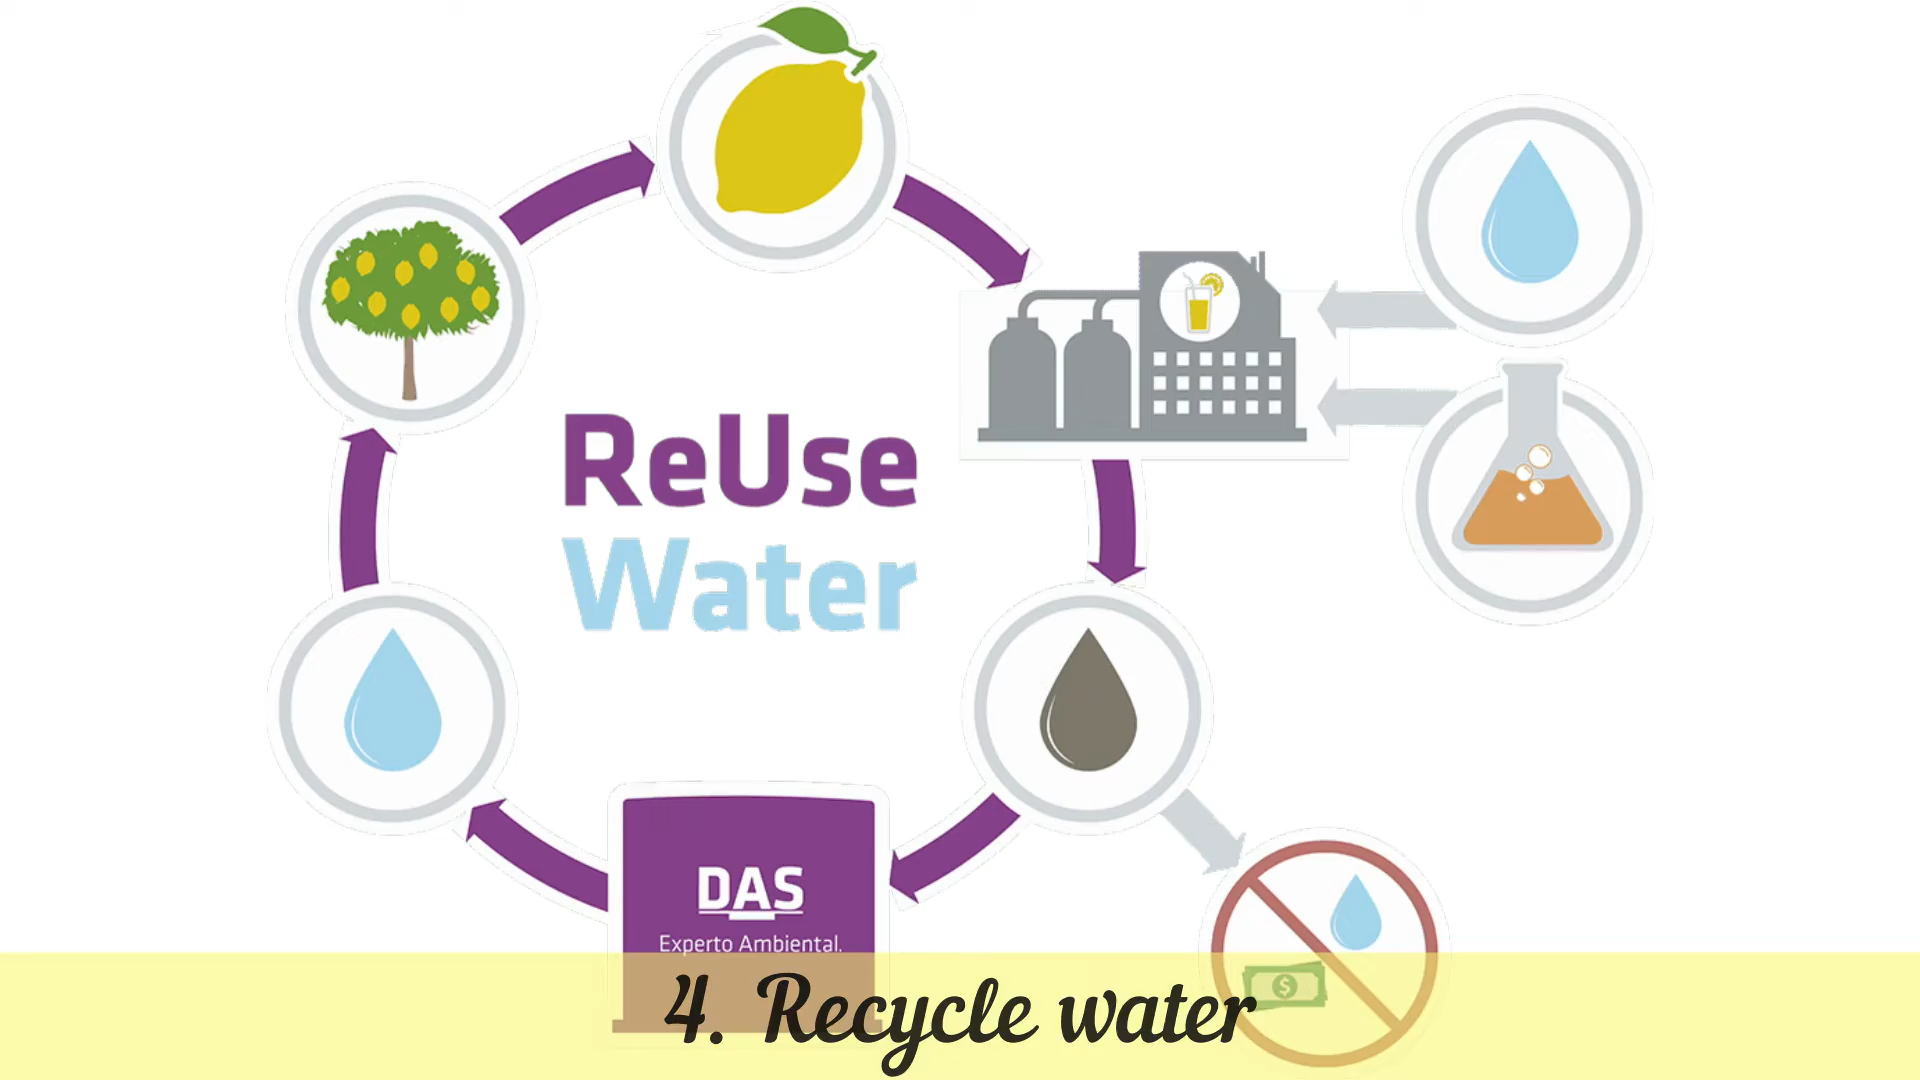 ReUse
Water
DAS
Experto Ambiental.
$
4. Recycle water